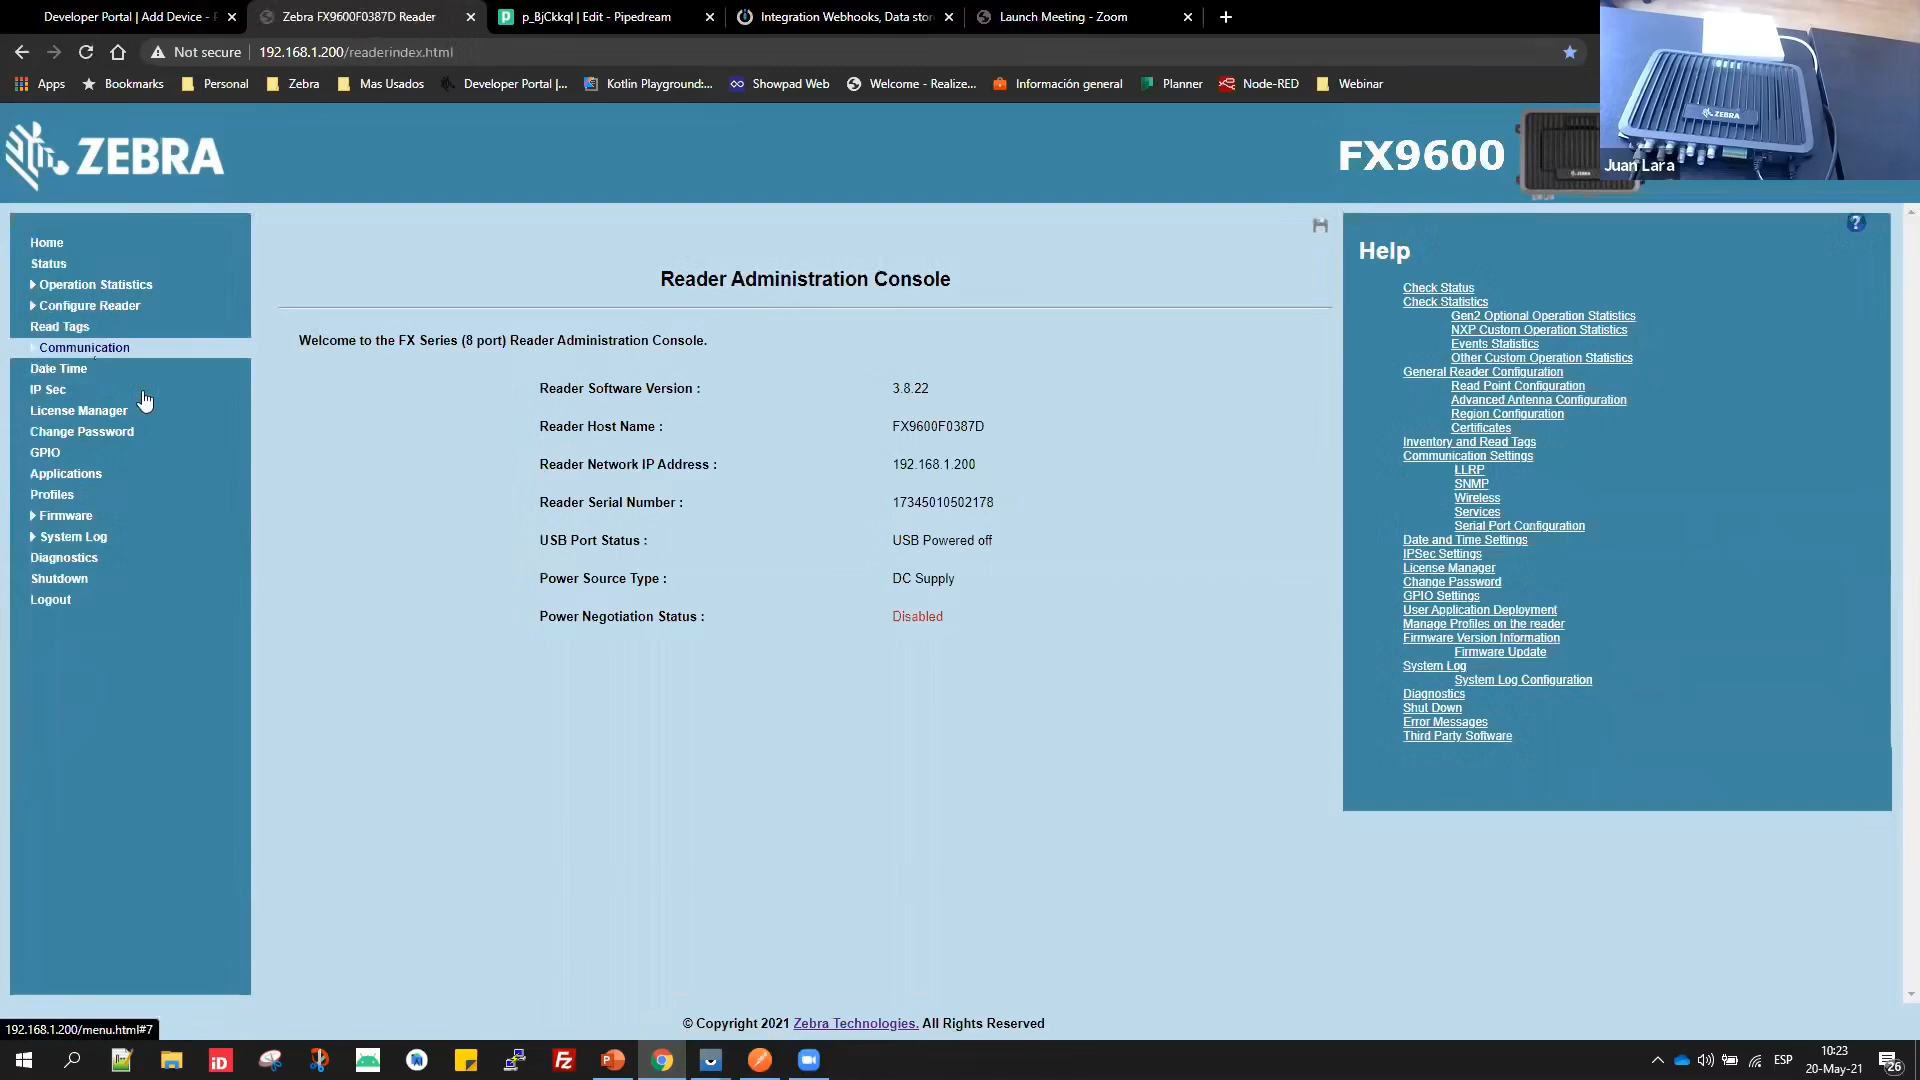 Developer Portal | Add Device -
Zebra FX9600F0387D Reader
p_BjCkkql | Edit - Pipedream
Integration Webhooks, Data stor
Launch Meeting - Zoom
Not secure
192.168.1.200/readerindex.html
Apps
Bookmarks
Personal
Zebra
Mas Usados
Developer Portal |...
Kotlin Playground:...
Showpad Web
Welcome - Realize...
Información general
Planner
Node-RED
Webinar
ZEBRA
FX9600
ZEBRA
Juan Lara
Home
Status
Operation Statistics
Configure Reader
Read Tags
Communication
Date Time
IP Sec
License Manager
Change Password
GPIO
Applications
Profiles
Firmware
System Log
Diagnostics
Shutdown
Logout
Reader Administration Console
Welcome to the FX Series (8 port) Reader Administration Console.
Reader Software Version : 3.8.22
Reader Host Name : FX9600F0387D
Reader Network IP Address : 192.168.1.200
Reader Serial Number : 17345010502178
USB Port Status : USB Powered off
Power Source Type : DC Supply
Power Negotiation Status : Disabled
?
Help
Check Status
Check Statistics
Gen2 Optional Operation Statistics
NXP Custom Operation Statistics
Events Statistics
Other Custom Operation Statistics
General Reader Configuration
Read Point Configuration
Advanced Antenna Configuration
Region Configuration
Certificates
Inventory and Read Tags
Communication Settings
LLRP
SNMP
Wireless
Services
Serial Port Configuration
Date and Time Settings
IPSec Settings
License Manager
Change Password
GPIO Settings
User Application Deployment
Manage Profiles on the reader
Firmware Version Information
Firmware Update
System Log
System Log Configuration
Diagnostics
Shut Down
Error Messages
Third Party Software
© Copyright 2021 Zebra Technologies. All Rights Reserved
192.168.1.200/menu.html#7
ESP
10:23
20-May-21
26